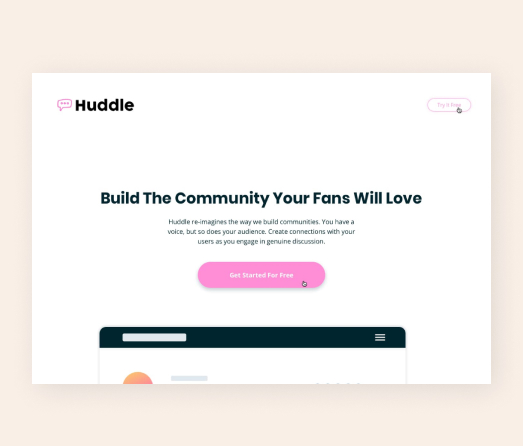 Huddle
Try It Free
Build The Community Your Fans Will Love
Huddle re-imagines the way we build communities. You have a
voice, but so does your audience. Create connections with your
users as you engage in genuine discussion.
Get Started For Free